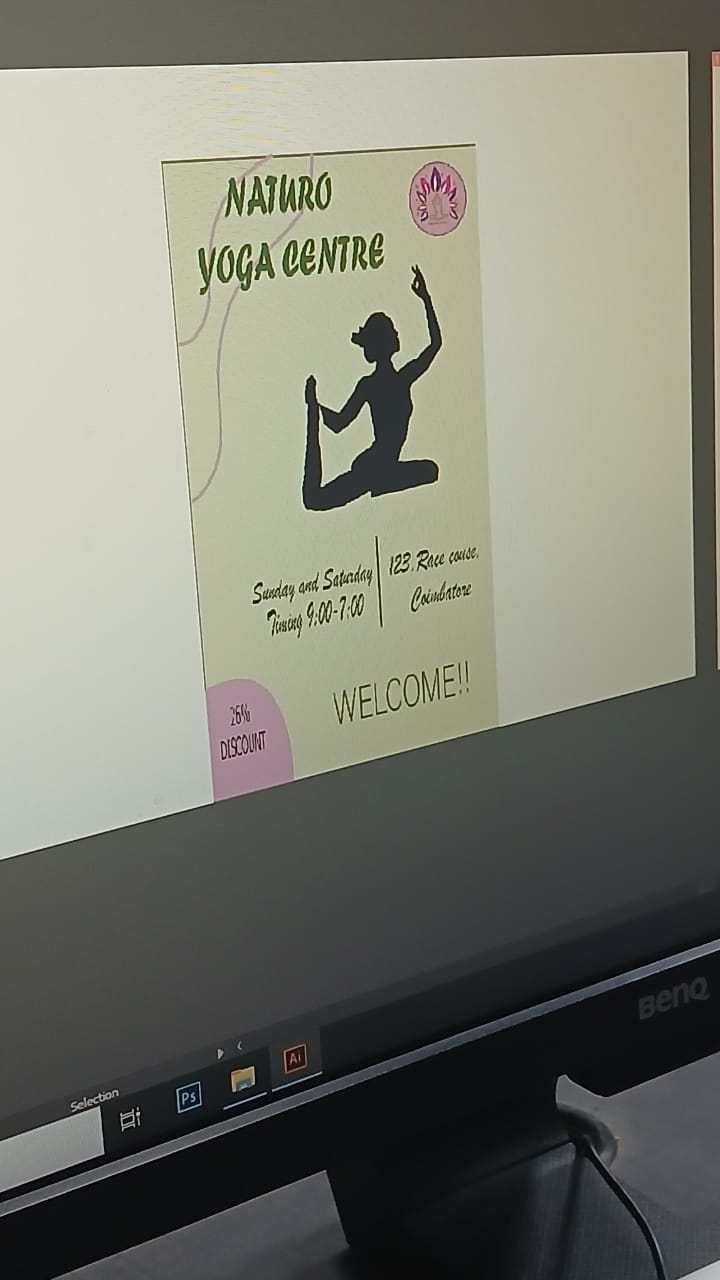 NATURO
YOGA CENTRE
Sunday and Saturday
Timing 9:00-7:00
123, Race couse,
Coimbatore
WELCOME!!
26%
DISCOUNT
Selection
Ps
Ai
BenQ